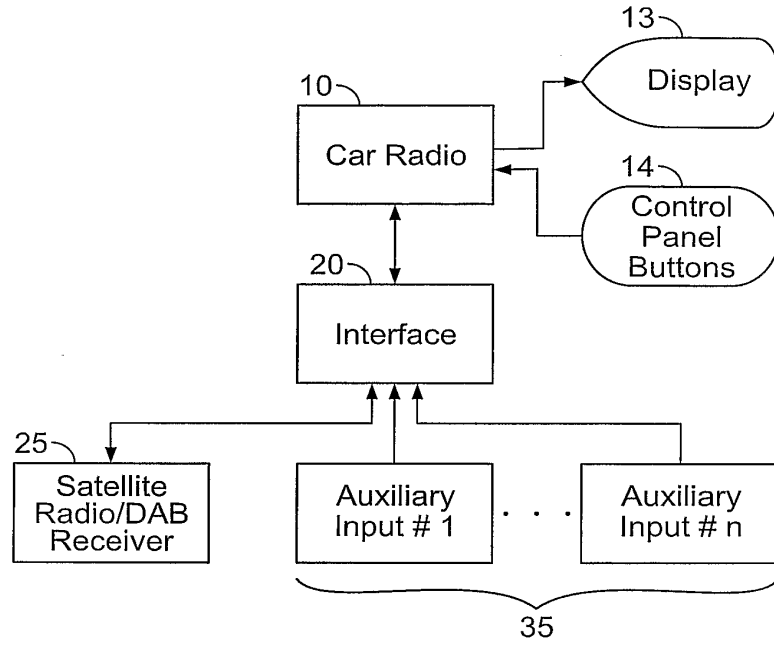 13
Display
10
Car Radio
14
Control
Panel
Buttons
20
Interface
25
Satellite
Radio/DAB
Receiver
Auxiliary
Input # 1
. . .
Auxiliary
Input # n
35